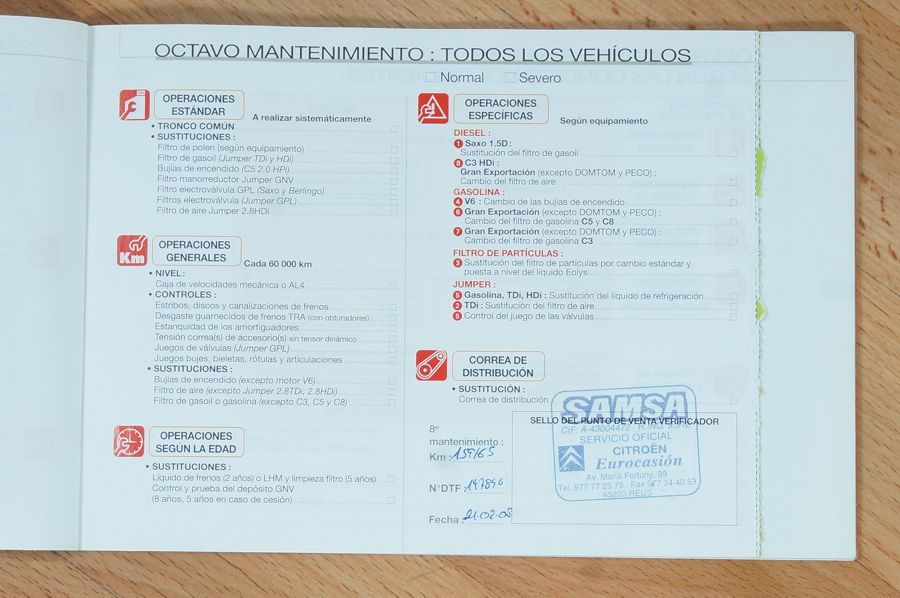 OCTAVO MANTENIMIENTO : TODOS LOS VEHÍCULOS
Normal Severo
OPERACIONES
ESTÁNDAR
A realizar sistemáticamente
• TRONCO COMÚN
• SUSTITUCIONES :
Filtro de polen (según equipamiento)
Filtro de gasoil (Jumper TDi y HDi)
Bujías de encendido (C5 2.0 HPi)
Filtro manorreductor Jumper GNV
Filtro electroválvula GPL (Saxo y Berlingo)
Filtros electroválvula (Jumper GPL)
Filtro de aire Jumper 2.8HDi
Km
OPERACIONES
GENERALES
Cada 60 000 km
• NIVEL :
Caja de velocidades mecánica o AL4
• CONTROLES :
Estribos, discos y canalizaciones de frenos
Desgaste guarnecidos de frenos TRA (con obturadores)
Estanquidad de los amortiguadores
Tensión correa(s) de accesorio(s) sin tensor dinámico
Juegos de válvulas (Jumper GPL)
Juegos bujes, bieletas, rótulas y articulaciones
• SUSTITUCIONES :
Bujías de encendido (excepto motor V6)
Filtro de aire (excepto Jumper 2.8TDi, 2.8HDi)
Filtro de gasoil o gasolina (excepto C3, C5 y C8)
OPERACIONES
SEGÚN LA EDAD
• SUSTITUCIONES :
Líquido de frenos (2 años) o LHM y limpieza filtro (5 años)
Control y prueba del depósito GNV
(8 años, 5 años en caso de cesión)
OPERACIONES
ESPECÍFICAS
Según equipamiento
DIESEL :
1 Saxo 1.5D :
Sustitución del filtro de gasoil
8 C3 HDi :
Gran Exportación (excepto DOMTOM y PECO) :
Cambio del filtro de aire
GASOLINA :
4 V6 : Cambio de las bujías de encendido
6 Gran Exportación (excepto DOMTOM y PECO) :
Cambio del filtro de gasolina C5 y C8
7 Gran Exportación (excepto DOMTOM y PECO) :
Cambio del filtro de gasolina C3
FILTRO DE PARTÍCULAS :
3 Sustitución del filtro de partículas por cambio estándar y
puesta a nivel del líquido Eolys
JUMPER :
Gasolina, TDi, HDi : Sustitución del líquido de refrigeración
2 TDi : Sustitución del filtro de aire
5 Control del juego de las válvulas
CORREA DE
DISTRIBUCIÓN
• SUSTITUCIÓN :
Correa de distribución
8º
mantenimiento :
Km :
N°DTF :
Fecha : 21-02-08
SELLO DEL PUNTO DE VENTA VERIFICADOR
SAMSA
CIF: A-43004472
SERVICIO OFICIAL
CITROËN
Eurocasión
Av. María Fortuny, 89
Tel. 977 77 25 75 - Fax 977 34 40 53
43203 REUS